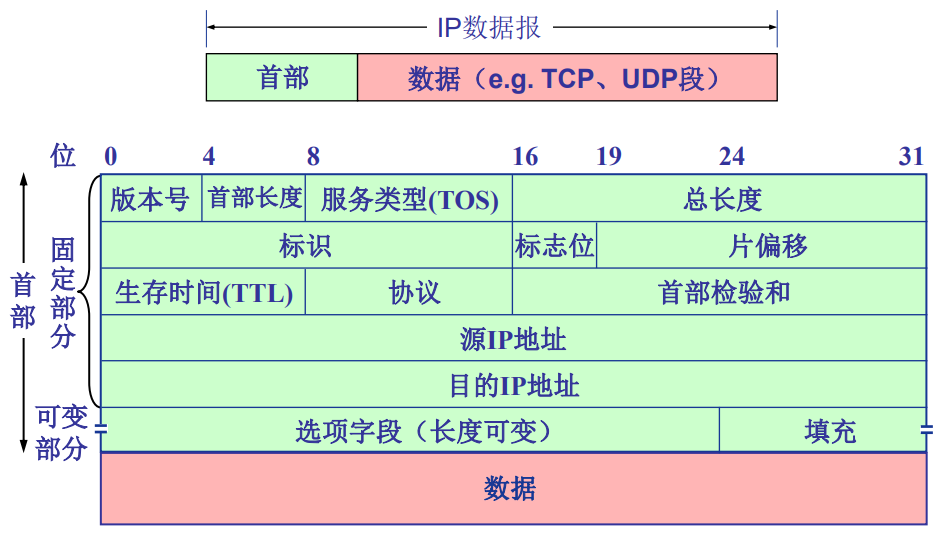 IP数据报
首部 数据（e.g. TCP、UDP段）
位 0 4 8 16 19 24 31
版本号 首部长度 服务类型(TOS) 总长度
标识 标志位 片偏移
生存时间(TTL) 协议 首部检验和
源IP地址
目的IP地址
选项字段（长度可变） 填充
数据
首部
固定部分
可变
部分